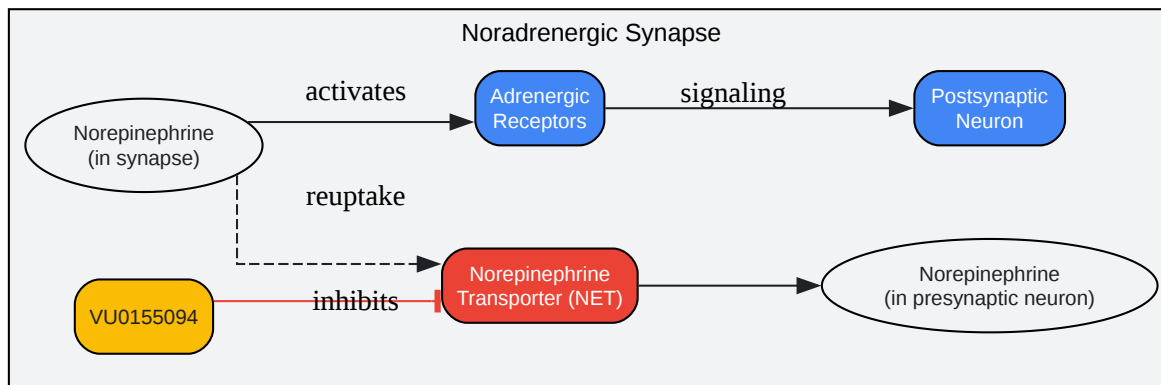 Noradrenergic Synapse
activates
signaling
Adrenergic
Receptors
Postsynaptic
Neuron
Norepinephrine
(in synapse)
reuptake
Norepinephrine
Transporter (NET)
Norepinephrine
(in presynaptic neuron)
inhibits
VU0155094